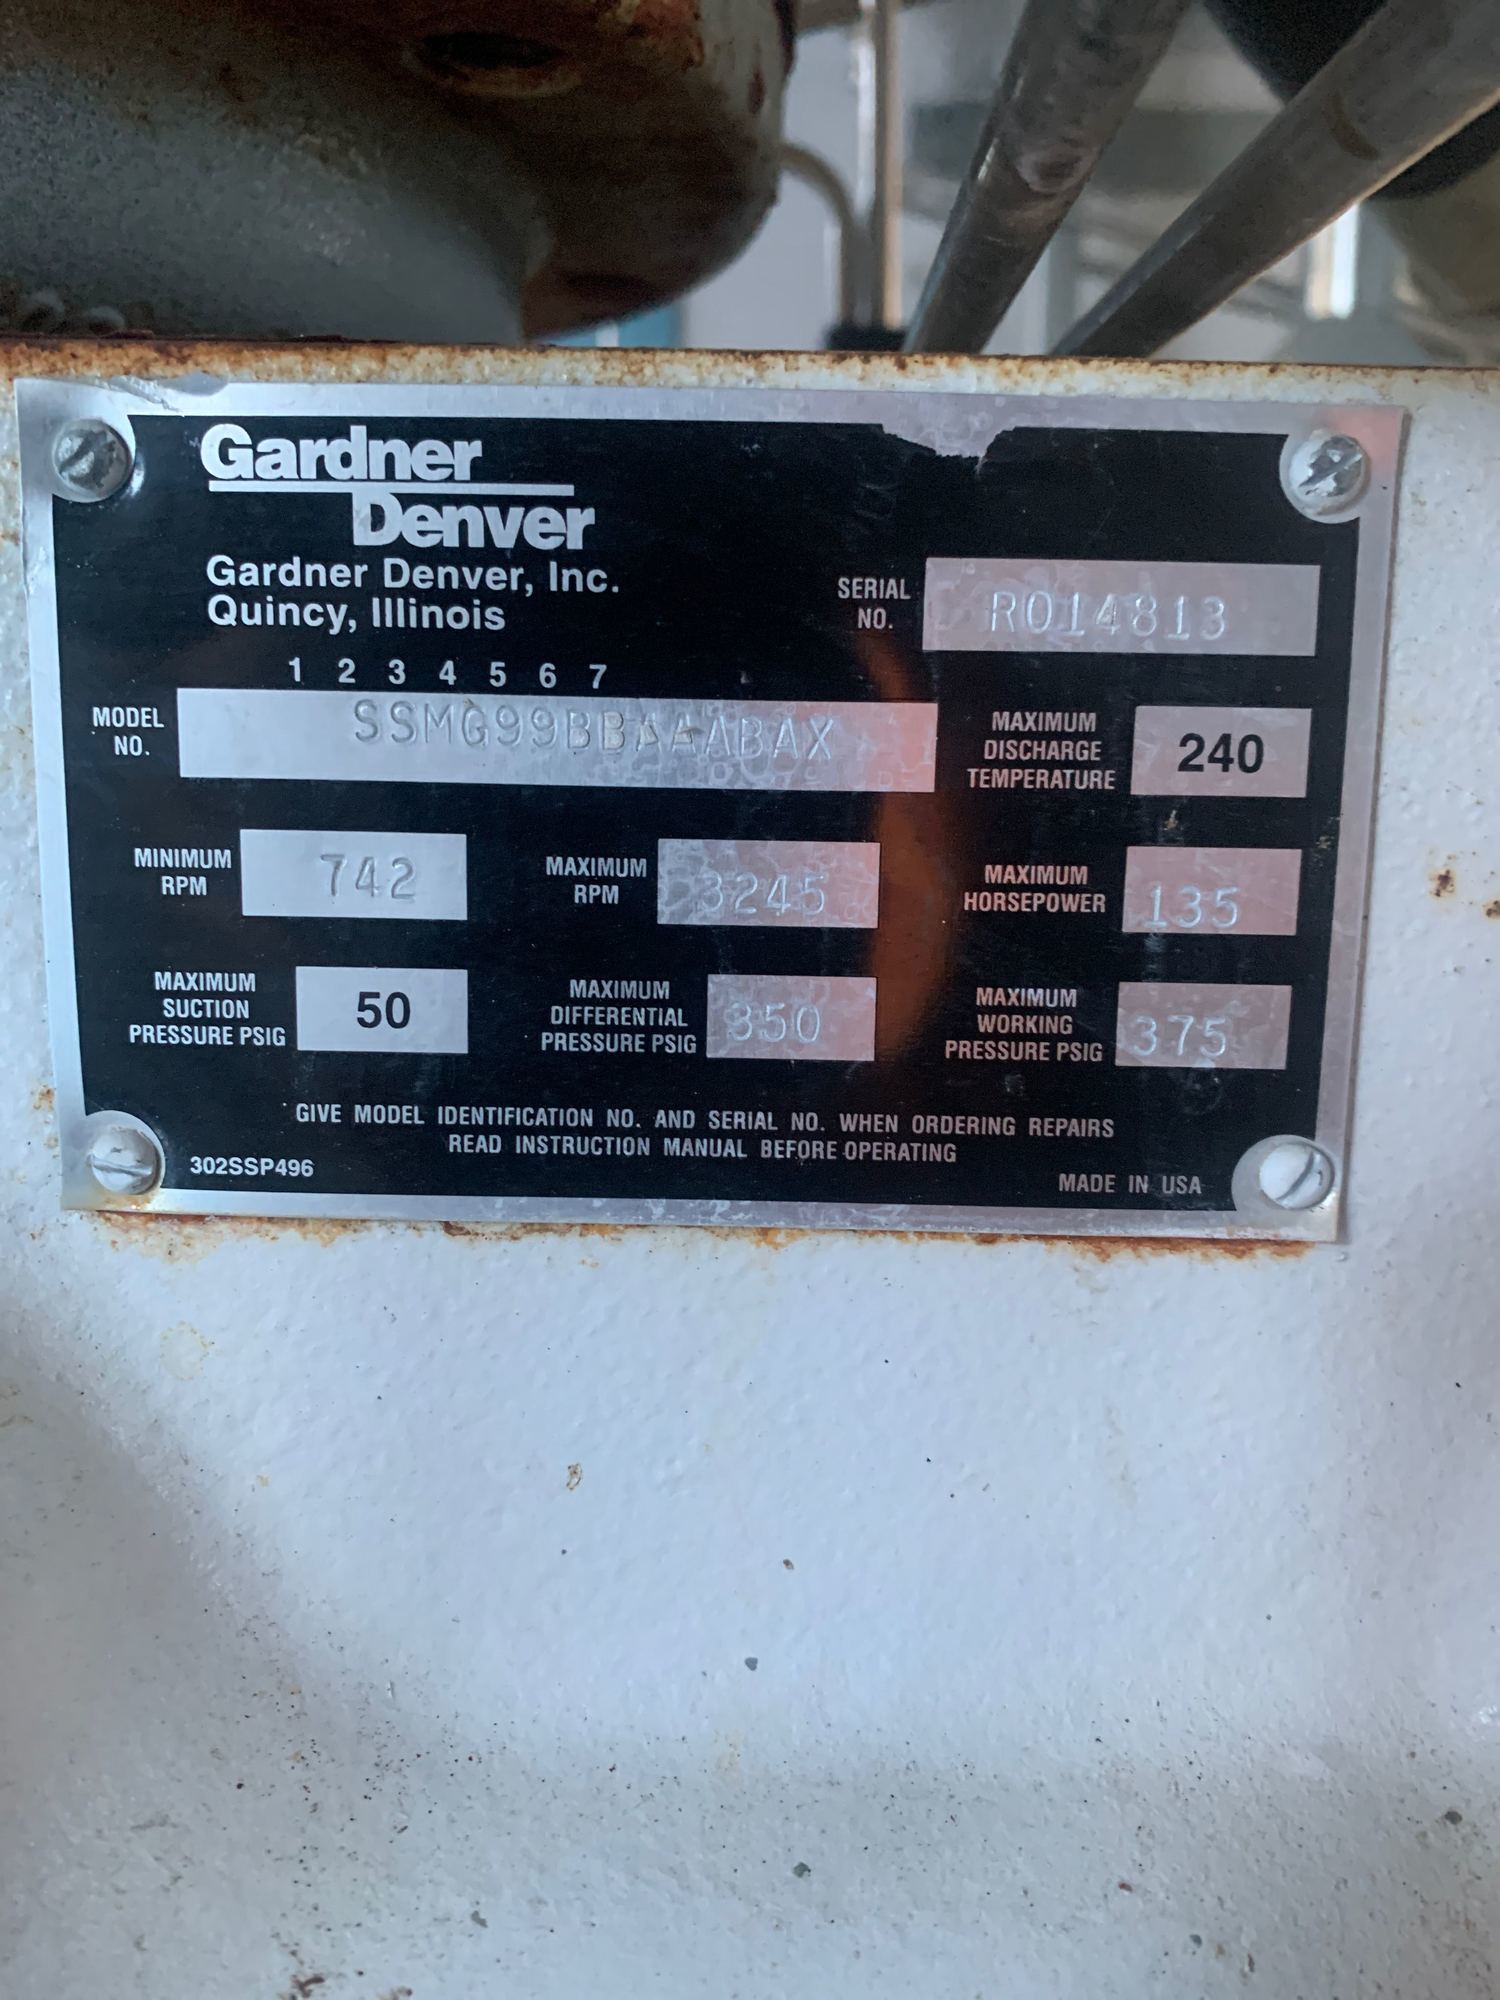 Gardner
Denver
Gardner Denver, Inc.
Quincy, Illinois
SERIAL
NO.
R014813
1 2 3 4 5 6 7
MODEL
NO.
SSMG99BBAAABAX
MAXIMUM
DISCHARGE
TEMPERATURE
240
MINIMUM
RPM
742
MAXIMUM
RPM
3245
MAXIMUM
HORSEPOWER
135
MAXIMUM
SUCTION
PRESSURE PSIG
50
MAXIMUM
DIFFERENTIAL
PRESSURE PSIG
350
MAXIMUM
WORKING
PRESSURE PSIG
375
GIVE MODEL IDENTIFICATION NO. AND SERIAL NO. WHEN ORDERING REPAIRS
READ INSTRUCTION MANUAL BEFORE OPERATING
302SSP496
MADE IN USA